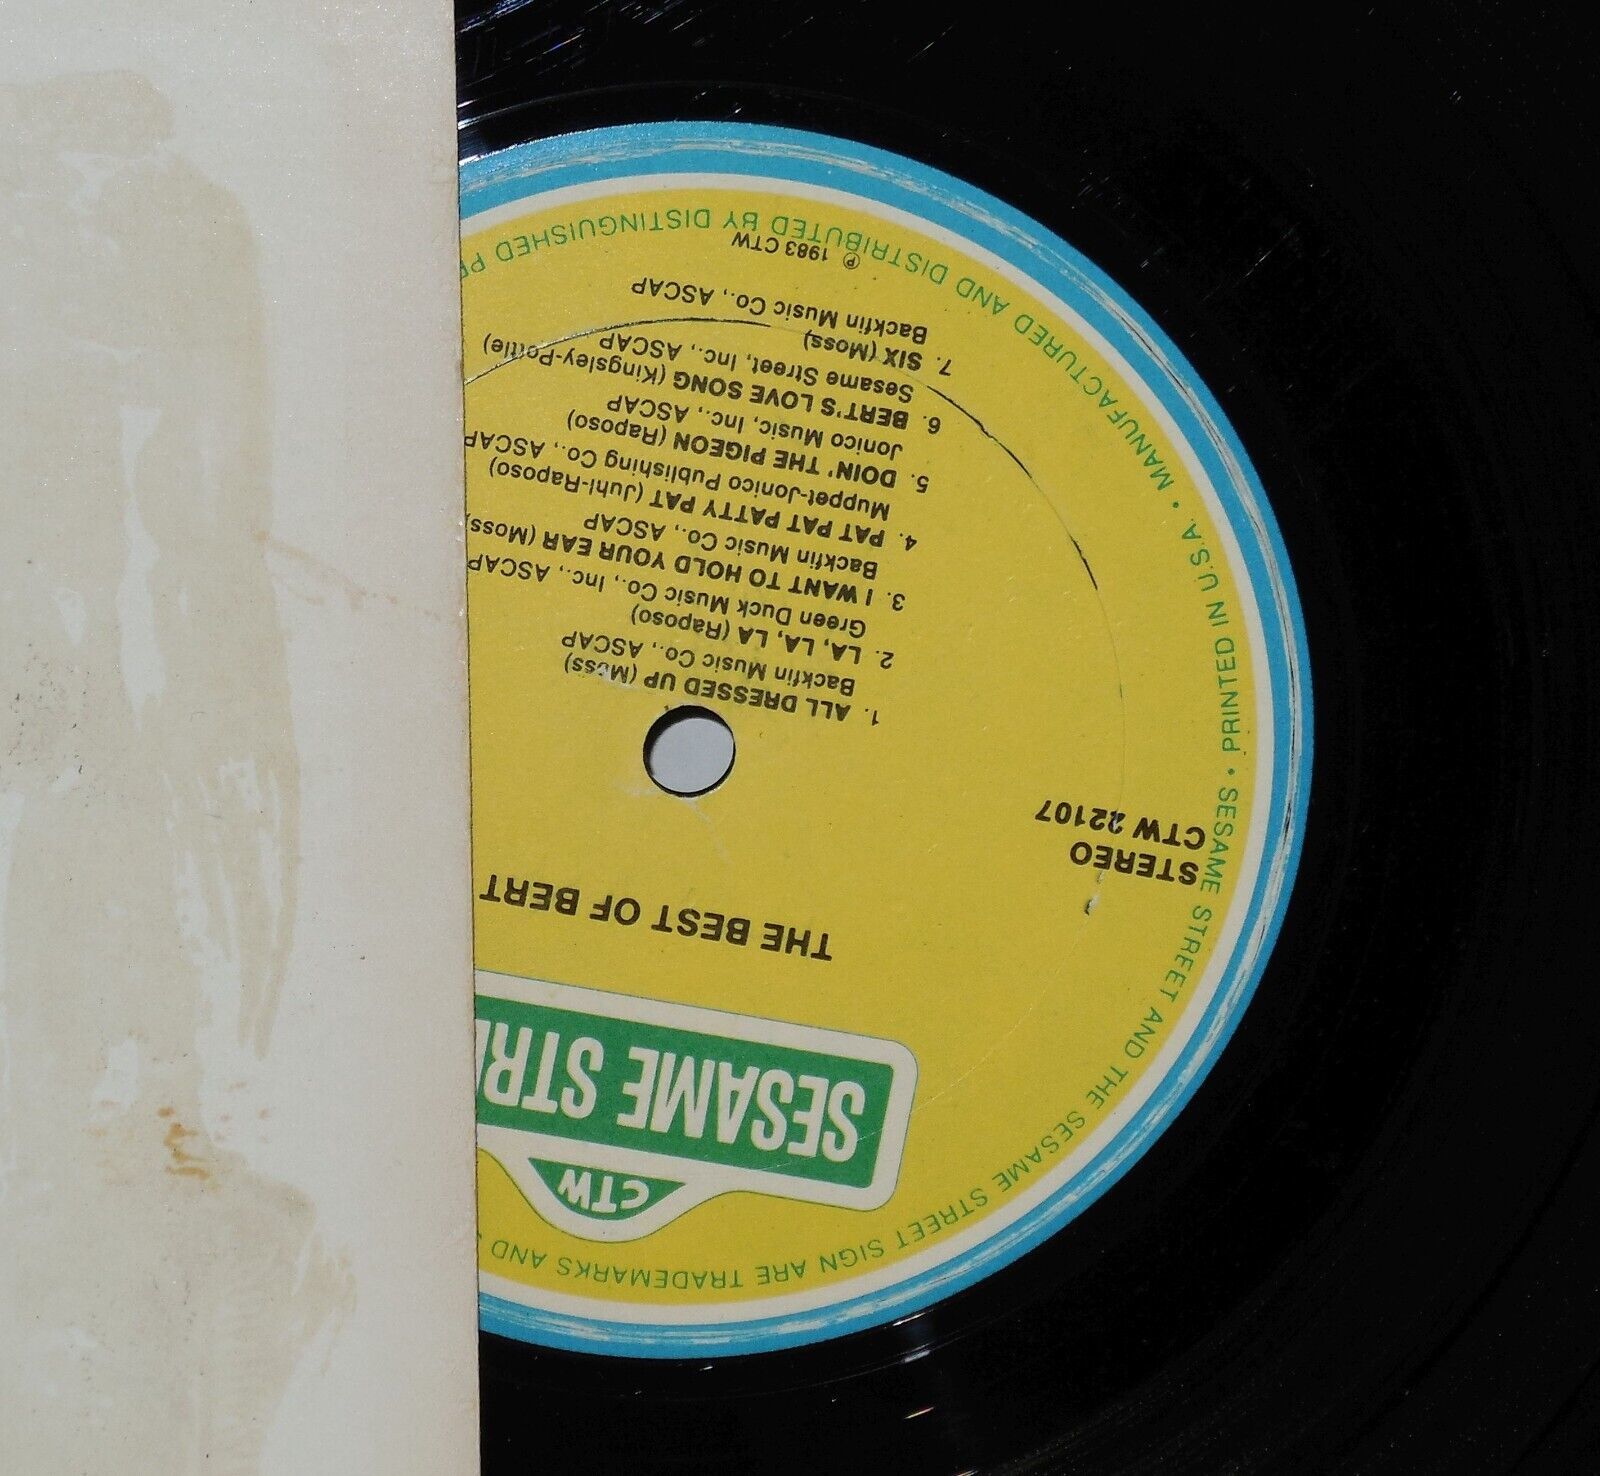 CTW
SESAME STR
THE BEST OF BERT
STEREO
CTW 22107
1. ALL DRESSED UP (Moss)
Backfin Music Co., ASCAP
2. LA, LA, LA (Raposo)
Green Duck Music Co., Inc., ASCAP
3. I WANT TO HOLD YOUR EAR (Moss)
Backfin Music Co., ASCAP
4. PAT PAT PATTY PAT (Juhl-Raposo)
Muppet-Jonico Publishing Co., ASCAP
5. DOIN' THE PIGEON (Raposo)
Jonico Music, Inc., ASCAP
6. BERT'S LOVE SONG (Kingsley-Pottle)
Sesame Street, Inc., ASCAP
7. SIX (Moss)
Backfin Music Co., ASCAP
℗ 1983 CTW
SESAME STREET AND THE SESAME STREET SIGN ARE TRADEMARKS AND
SESAMES • PRINTED IN U.S.A. • MANUFACTURED AND DISTRIBUTED BY DISTINGUISHED